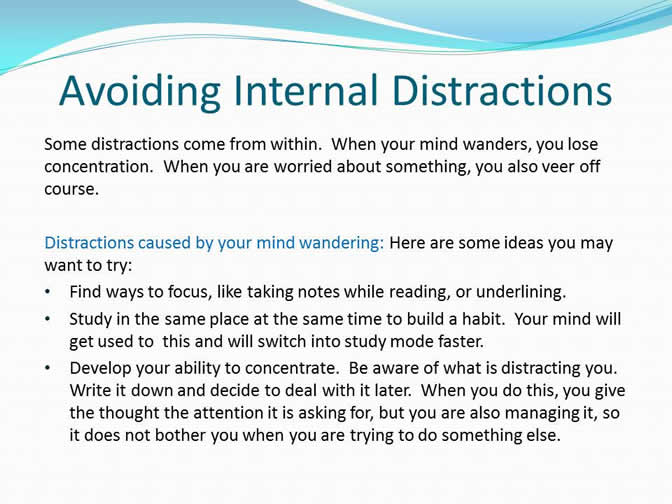 Avoiding Internal Distractions
Some distractions come from within.  When your mind wanders, you lose
concentration.  When you are worried about something, you also veer off
course.
Distractions caused by your mind wandering: Here are some ideas you may
want to try:
• Find ways to focus, like taking notes while reading, or underlining.
• Study in the same place at the same time to build a habit.  Your mind will
get used to  this and will switch into study mode faster.
• Develop your ability to concentrate.  Be aware of what is distracting you.
Write it down and decide to deal with it later.  When you do this, you give
the thought the attention it is asking for, but you are also managing it, so
it does not bother you when you are trying to do something else.